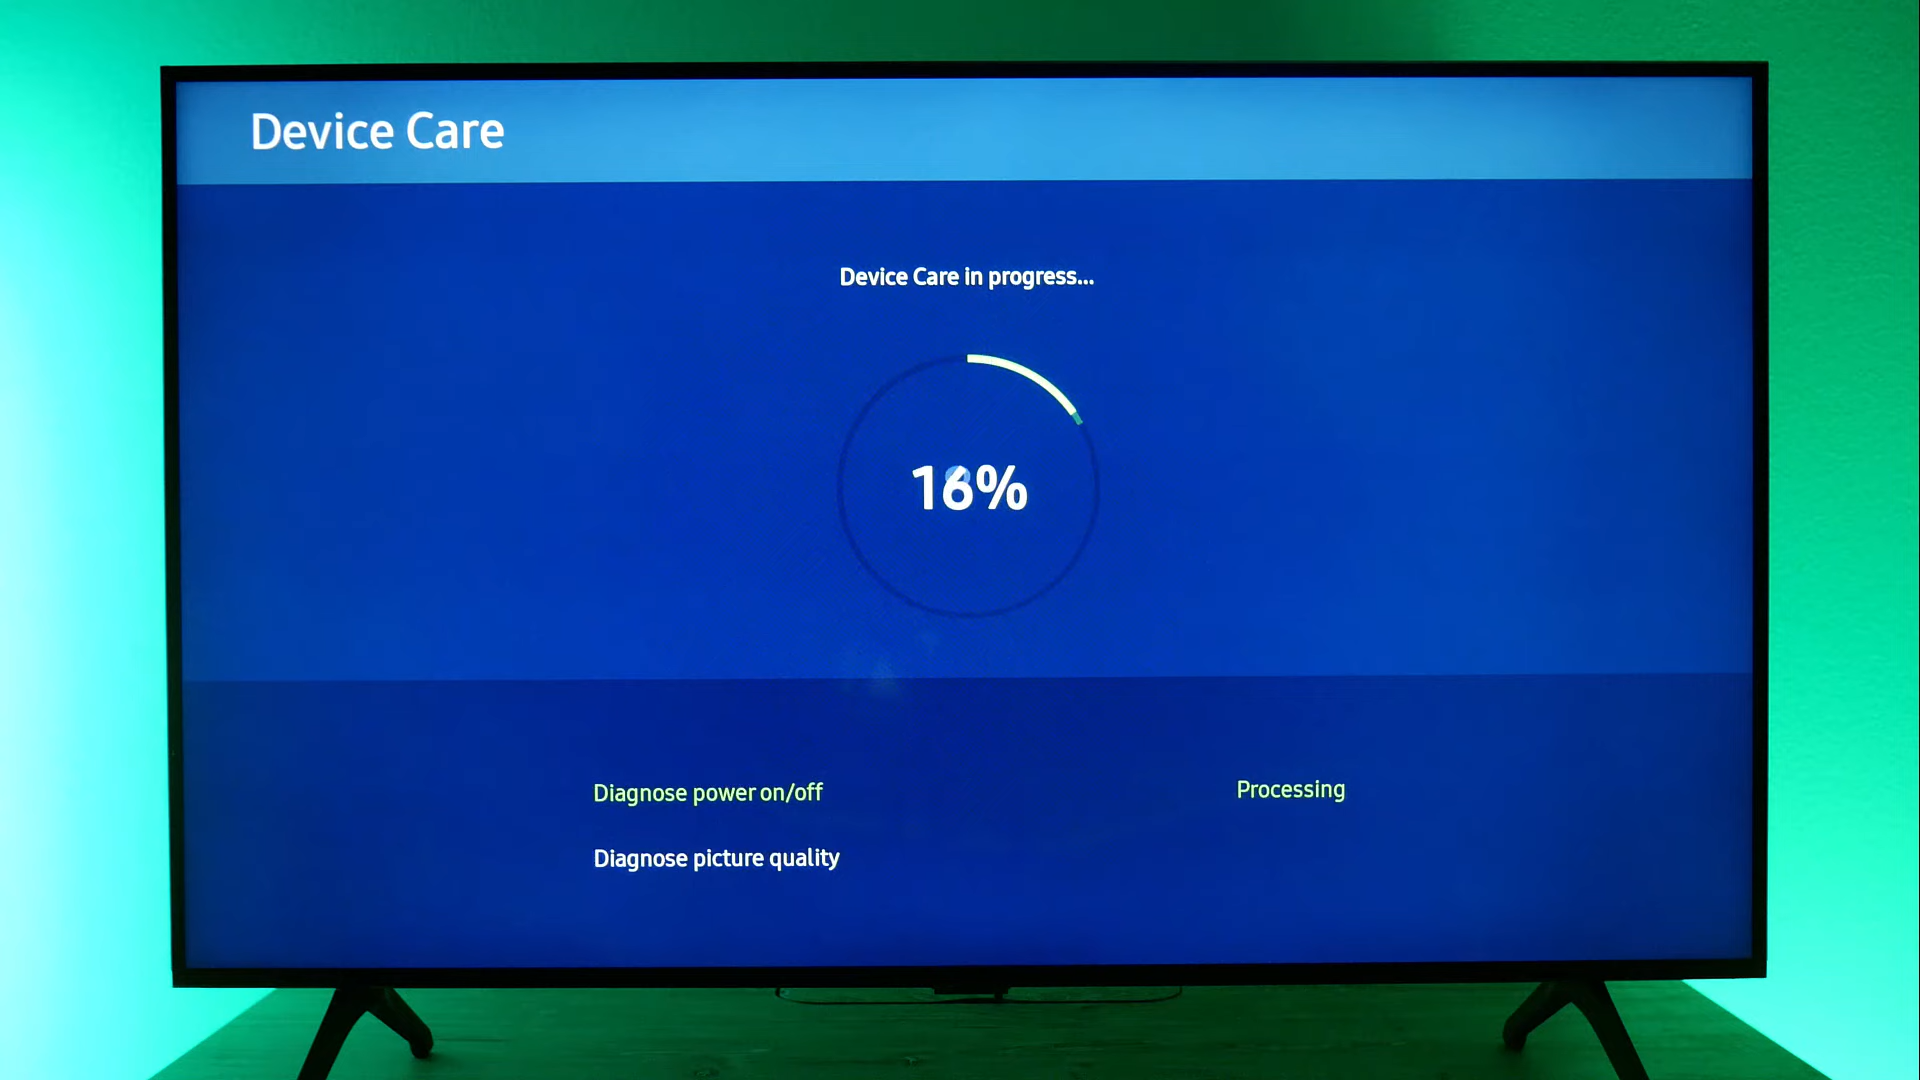 Device Care
Device Care in progress...
16%
Diagnose power on/off
Processing
Diagnose picture quality